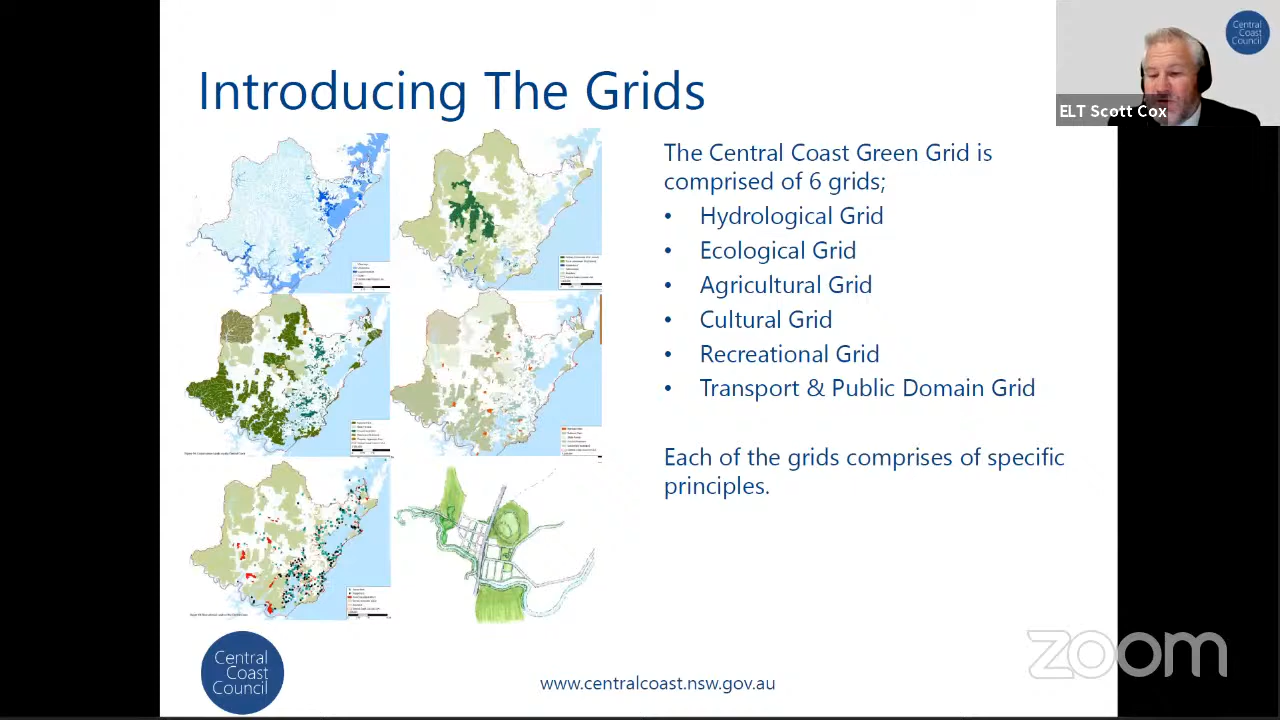 Introducing The Grids
The Central Coast Green Grid is
comprised of 6 grids;
• Hydrological Grid
• Ecological Grid
• Agricultural Grid
• Cultural Grid
• Recreational Grid
• Transport & Public Domain Grid
Each of the grids comprises of specific
principles.
Central
Coast
Council
www.centralcoast.nsw.gov.au
Central
Coast
Council
ELT Scott Cox
zoom